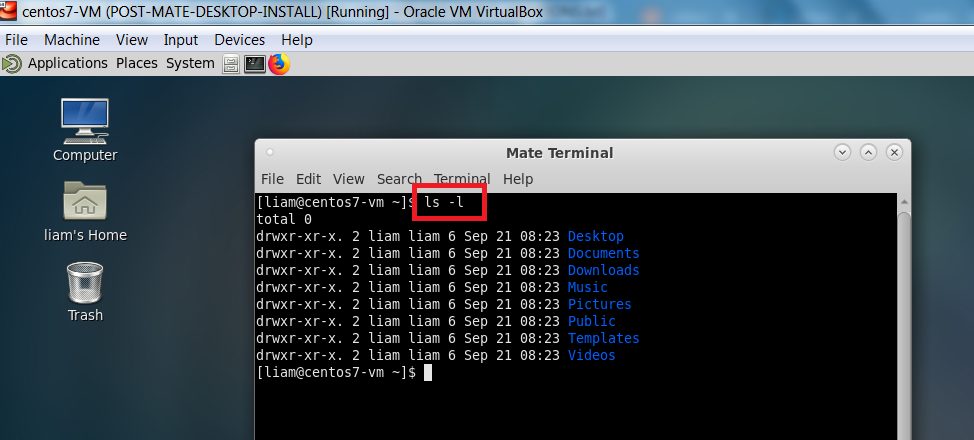 centos7-VM (POST-MATE-DESKTOP-INSTALL) [Running] - Oracle VM VirtualBox
File Machine View Input Devices Help
Applications Places System
Computer
liam's Home
Trash
Mate Terminal
File Edit View Search Terminal Help
[liam@centos7-vm ~]$ ls -l
total 0
drwxr-xr-x. 2 liam liam 6 Sep 21 08:23 Desktop
drwxr-xr-x. 2 liam liam 6 Sep 21 08:23 Documents
drwxr-xr-x. 2 liam liam 6 Sep 21 08:23 Downloads
drwxr-xr-x. 2 liam liam 6 Sep 21 08:23 Music
drwxr-xr-x. 2 liam liam 6 Sep 21 08:23 Pictures
drwxr-xr-x. 2 liam liam 6 Sep 21 08:23 Public
drwxr-xr-x. 2 liam liam 6 Sep 21 08:23 Templates
drwxr-xr-x. 2 liam liam 6 Sep 21 08:23 Videos
[liam@centos7-vm ~]$